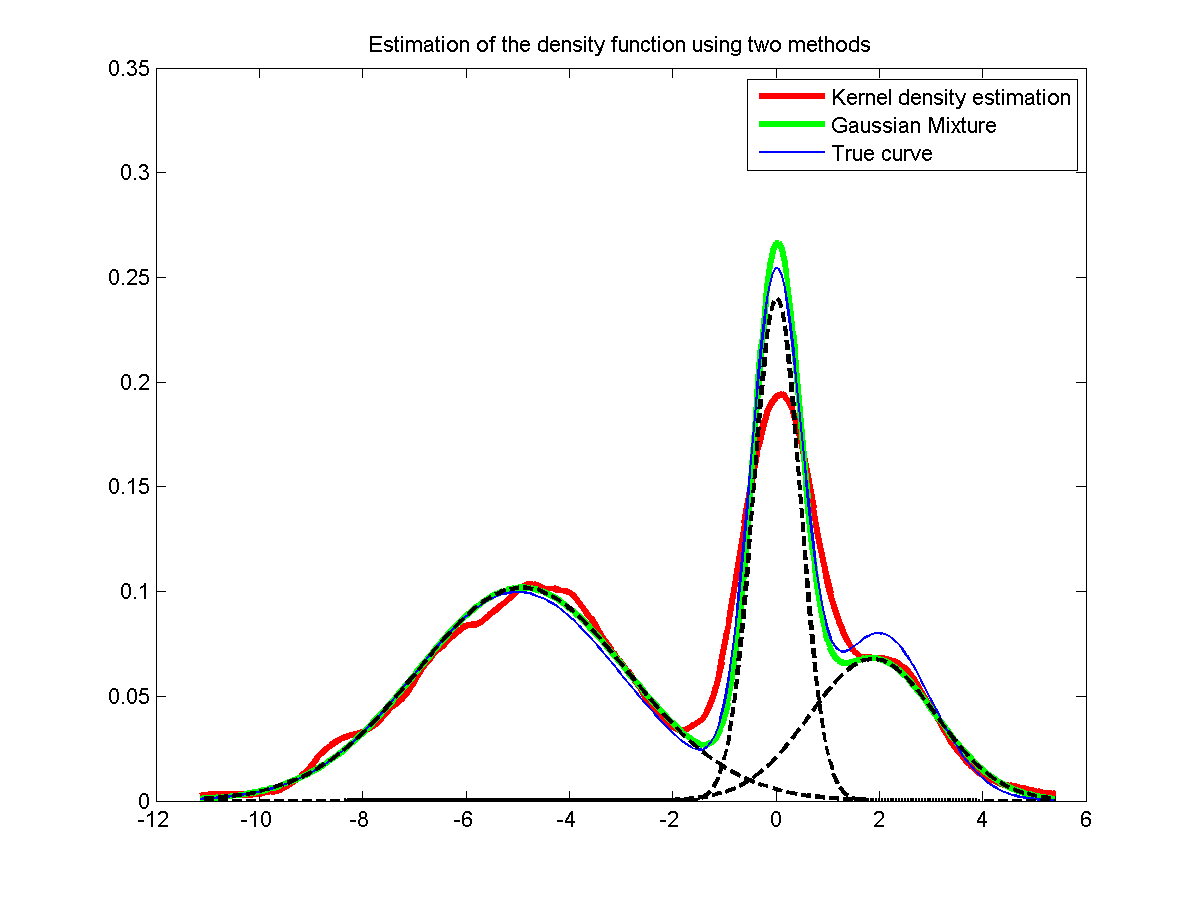 Estimation of the density function using two methods
0.35
Kernel density estimation
Gaussian Mixture
True curve
0.3
0.25
0.2
0.15
0.1
0.05
0
-12 -10 -8 -6 -4 -2 0 2 4 6